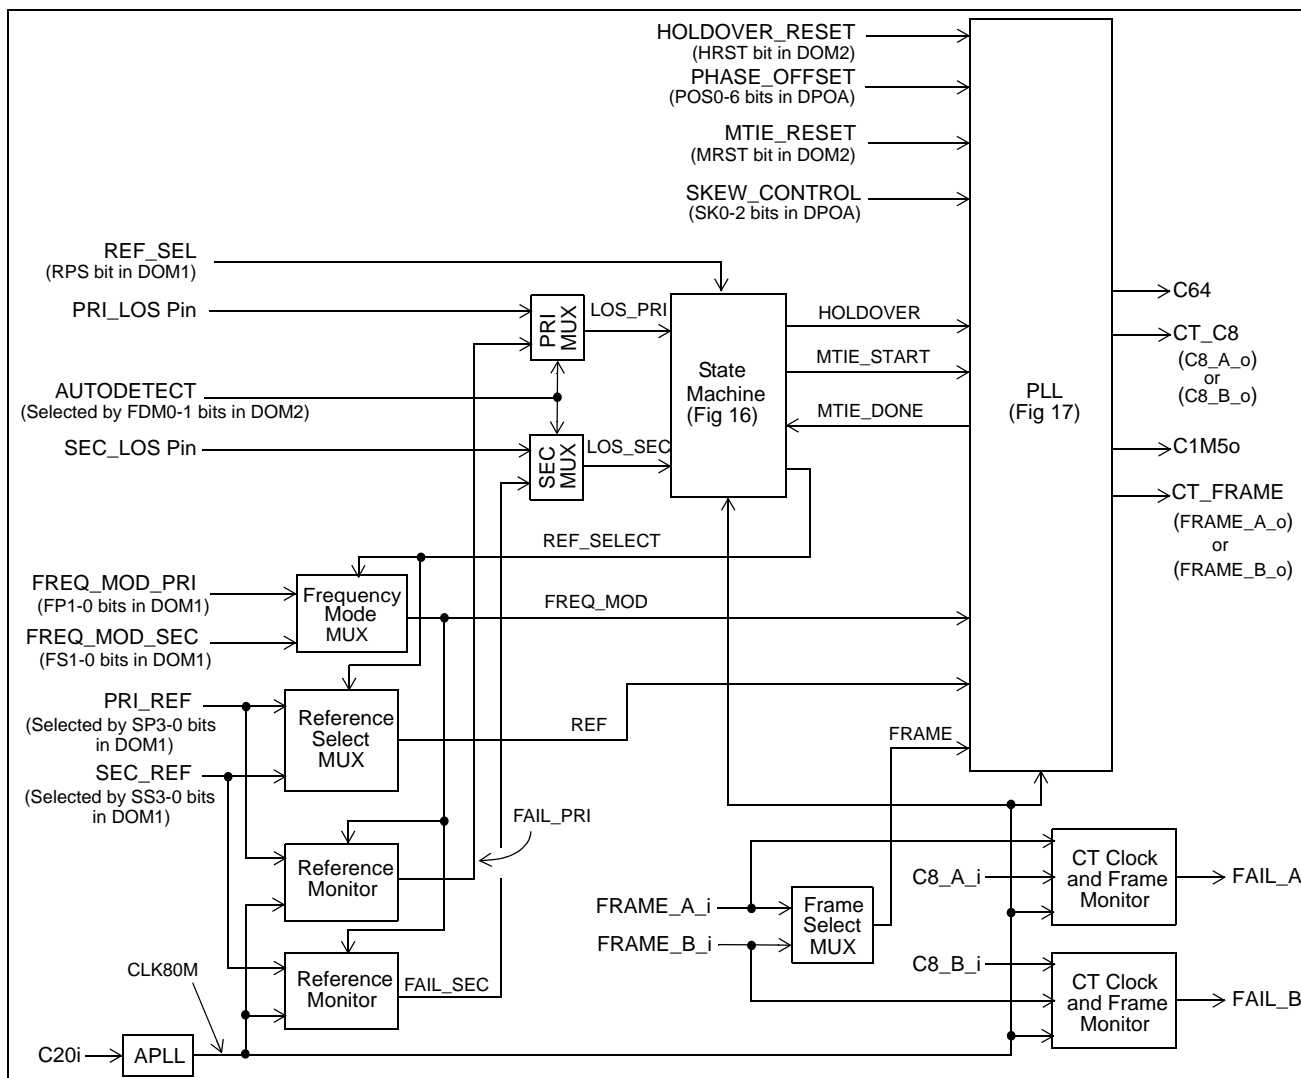 HOLDOVER_RESET
(HRST bit in DOM2)
PHASE_OFFSET
(POS0-6 bits in DPOA)
MTIE_RESET
(MRST bit in DOM2)
SKEW_CONTROL
(SK0-2 bits in DPOA)
REF_SEL
(RPS bit in DOM1)
PRI_LOS Pin
PRI
MUX
LOS_PRI
AUTODETECT
(Selected by FDM0-1 bits in DOM2)
SEC_LOS Pin
SEC
MUX
LOS_SEC
State
Machine
(Fig 16)
HOLDOVER
MTIE_START
MTIE_DONE
PLL
(Fig 17)
C64
CT_C8
(C8_A_o)
or
(C8_B_o)
C1M5o
CT_FRAME
(FRAME_A_o)
or
(FRAME_B_o)
REF_SELECT
FREQ_MOD_PRI
(FP1-0 bits in DOM1)
FREQ_MOD_SEC
(FS1-0 bits in DOM1)
Frequency
Mode
MUX
FREQ_MOD
PRI_REF
(Selected by SP3-0 bits
in DOM1)
SEC_REF
(Selected by SS3-0 bits
in DOM1)
Reference
Select
MUX
REF
FRAME
FAIL_PRI
Reference
Monitor
Reference
Monitor
FAIL_SEC
CLK80M
C20i
APLL
FRAME_A_i
FRAME_B_i
Frame
Select
MUX
C8_A_i
CT Clock
and Frame
Monitor
FAIL_A
C8_B_i
CT Clock
and Frame
Monitor
FAIL_B